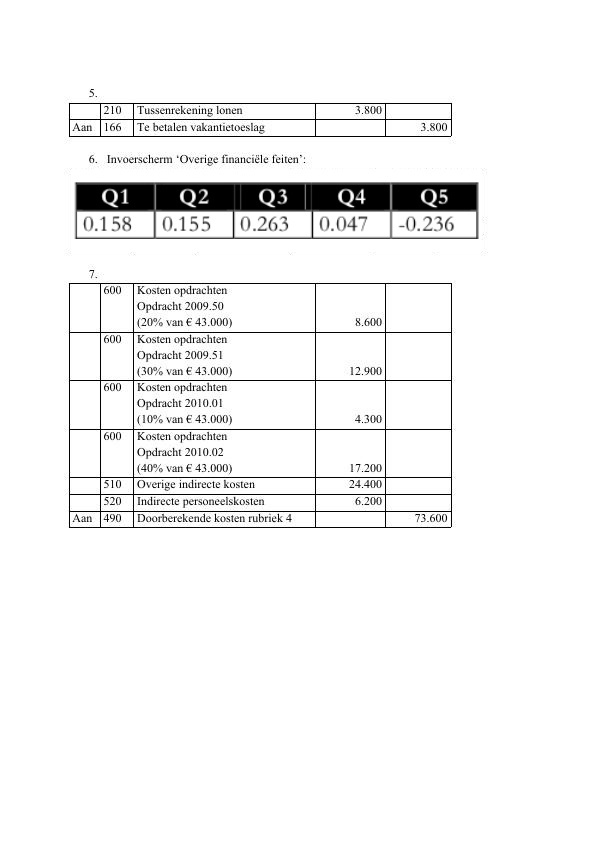 5.
210 Tussenrekening lonen 3.800
Aan 166 Te betalen vakantietoeslag 3.800
6. Invoerscherm ‘Overige financiële feiten’:
Q1 Q2 Q3 Q4 Q5
0.158 0.155 0.263 0.047 -0.236
7.
600 Kosten opdrachten
Opdracht 2009.50
(20% van € 43.000) 8.600
600 Kosten opdrachten
Opdracht 2009.51
(30% van € 43.000) 12.900
600 Kosten opdrachten
Opdracht 2010.01
(10% van € 43.000) 4.300
600 Kosten opdrachten
Opdracht 2010.02
(40% van € 43.000) 17.200
510 Overige indirecte kosten 24.400
520 Indirecte personeelskosten 6.200
Aan 490 Doorberekende kosten rubriek 4 73.600